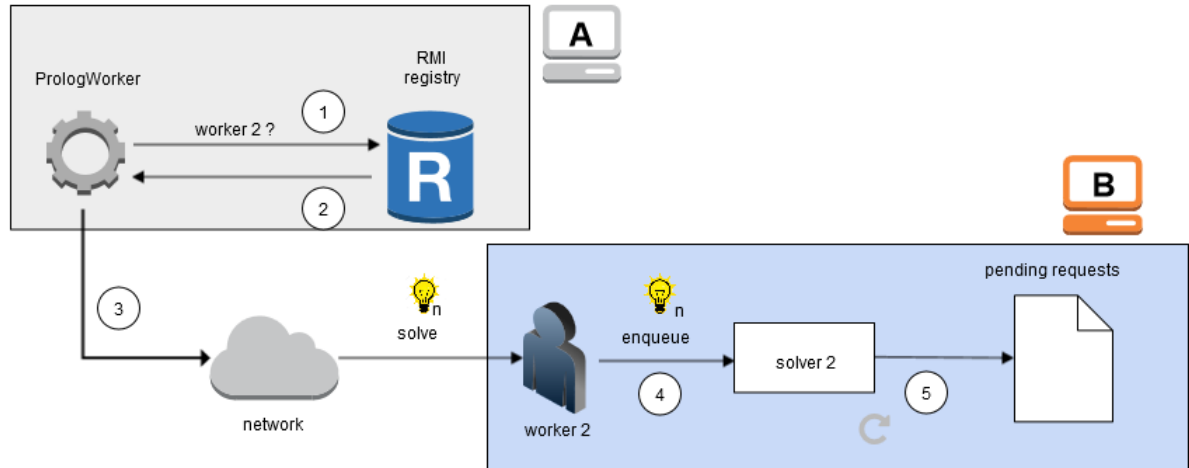 A
RMI
registry
PrologWorker
1
worker 2 ?
R
2
B
pending requests
3
n
solve
n
enqueue
solver 2
4
5
worker 2
network